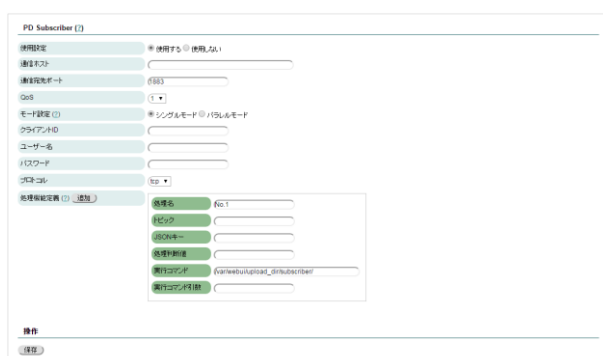 PD Subscriber (?)
使用設定 使用する 使用しない
通信ホスト
通信宛先ポート 1883
QoS 1
モード設定 (?) シングルモード パラレルモード
クライアントID
ユーザー名
パスワード
プロトコル tcp
処理機能定義 (?) 追加
処理名 No.1
トピック
JSONキー
処理判断値
実行コマンド /var/webui/upload_dir/subscriber/
実行コマンド引数
操作
保存